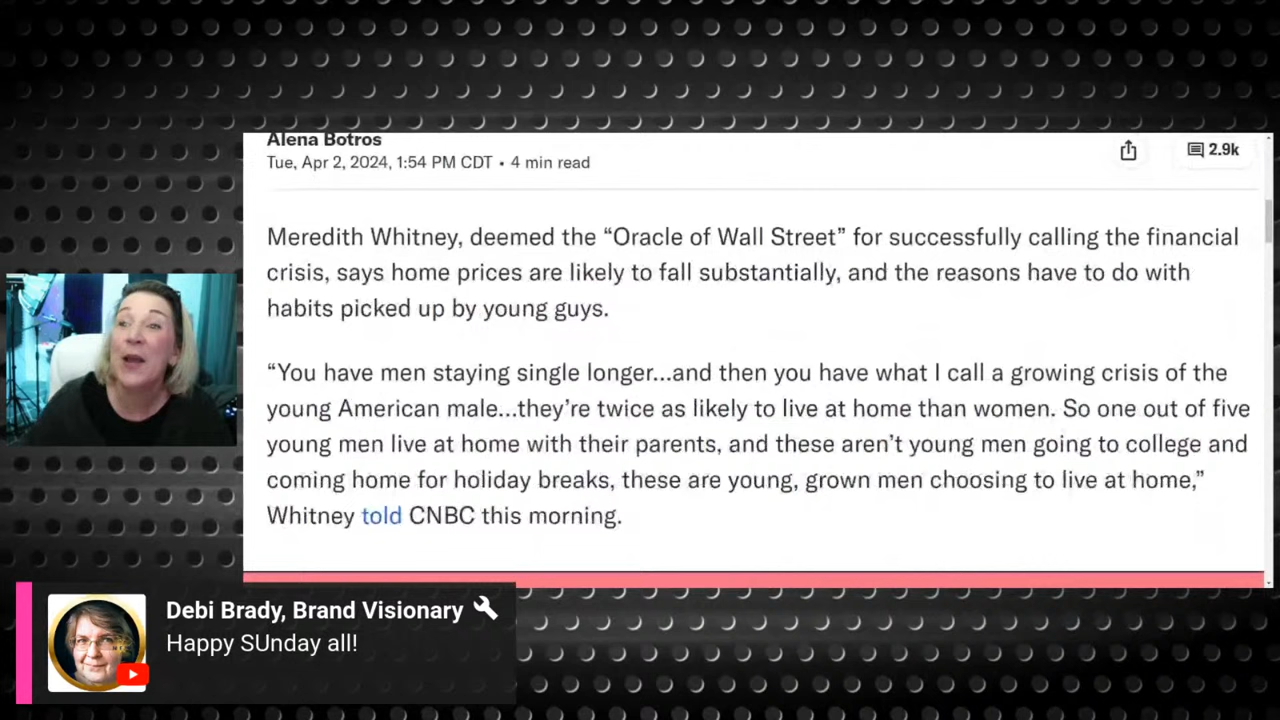 Alena Botros
Tue, Apr 2, 2024, 1:54 PM CDT • 4 min read
2.9k
Meredith Whitney, deemed the “Oracle of Wall Street” for successfully calling the financial
crisis, says home prices are likely to fall substantially, and the reasons have to do with
habits picked up by young guys.
“You have men staying single longer...and then you have what I call a growing crisis of the
young American male...they’re twice as likely to live at home than women. So one out of five
young men live at home with their parents, and these aren’t young men going to college and
coming home for holiday breaks, these are young, grown men choosing to live at home,”
Whitney told CNBC this morning.
Debi Brady, Brand Visionary
Happy SUnday all!